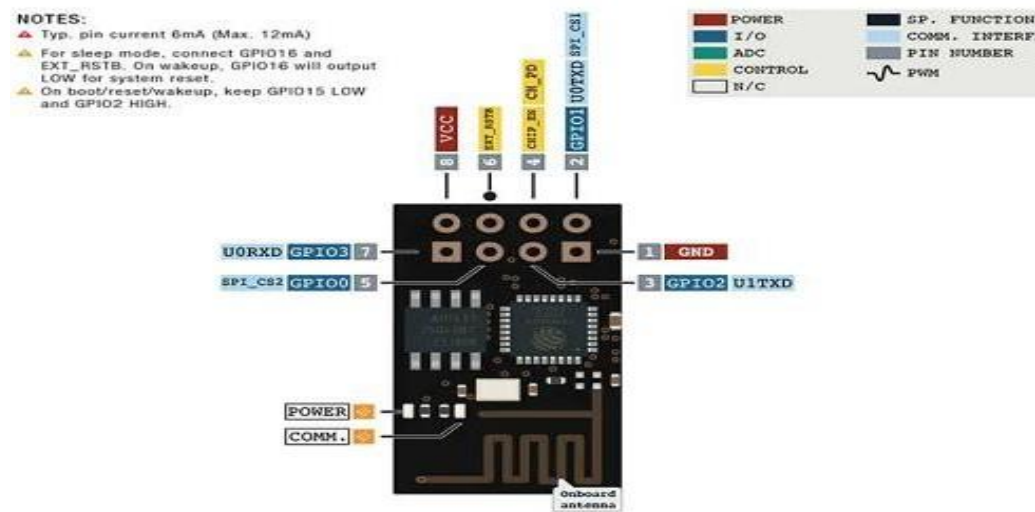 NOTES:
Typ. pin current 6mA (Max. 12mA)
For sleep mode, connect GPIO16 and
EXT_RSTB. On wakeup, GPIO16 will output
LOW for system reset.
On boot/reset/wakeup, keep GPIO15 LOW
and GPIO2 HIGH.
POWER
I/O
ADC
CONTROL
N/C
SP. FUNCTION
COMM. INTERF
PIN NUMBER
PWM
8 VCC
6 EXT_RSTB
4 CHIP_EN CH_PD
2 GPIO1 U0TXD SPI_CS1
U0RXD GPIO3 7
SPI_CS2 GPIO0 5
1 GND
3 GPIO2 U1TXD
POWER
COMM.
Onboard
antenna